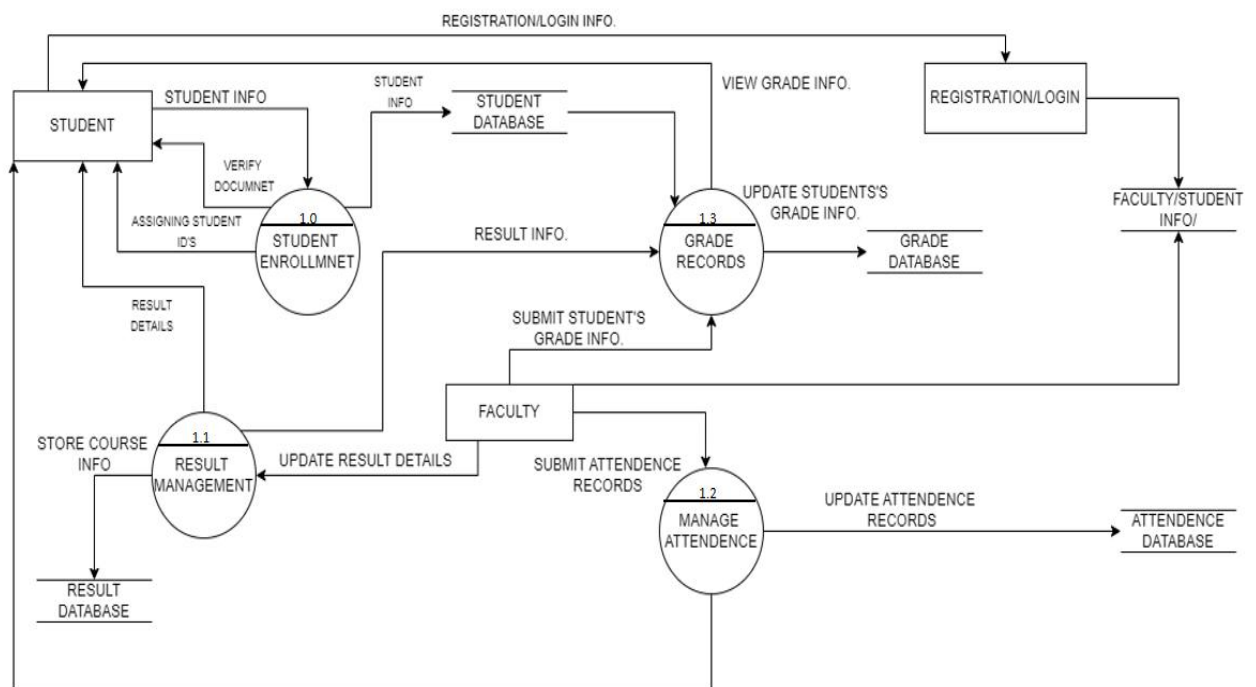 REGISTRATION/LOGIN INFO.
VIEW GRADE INFO.
STUDENT
INFO
STUDENT INFO
STUDENT
DATABASE
REGISTRATION/LOGIN
STUDENT
VERIFY
DOCUMNET
ASSIGNING STUDENT
ID'S
1.0
STUDENT
ENROLLMNET
RESULT INFO.
1.3
GRADE
RECORDS
UPDATE STUDENTS'S
GRADE INFO.
GRADE
DATABASE
FACULTY/STUDENT
INFO/
RESULT
DETAILS
SUBMIT STUDENT'S
GRADE INFO.
FACULTY
STORE COURSE
INFO
1.1
RESULT
MANAGEMENT
UPDATE RESULT DETAILS
SUBMIT ATTENDENCE
RECORDS
1.2
MANAGE
ATTENDENCE
UPDATE ATTENDENCE
RECORDS
ATTENDENCE
DATABASE
RESULT
DATABASE